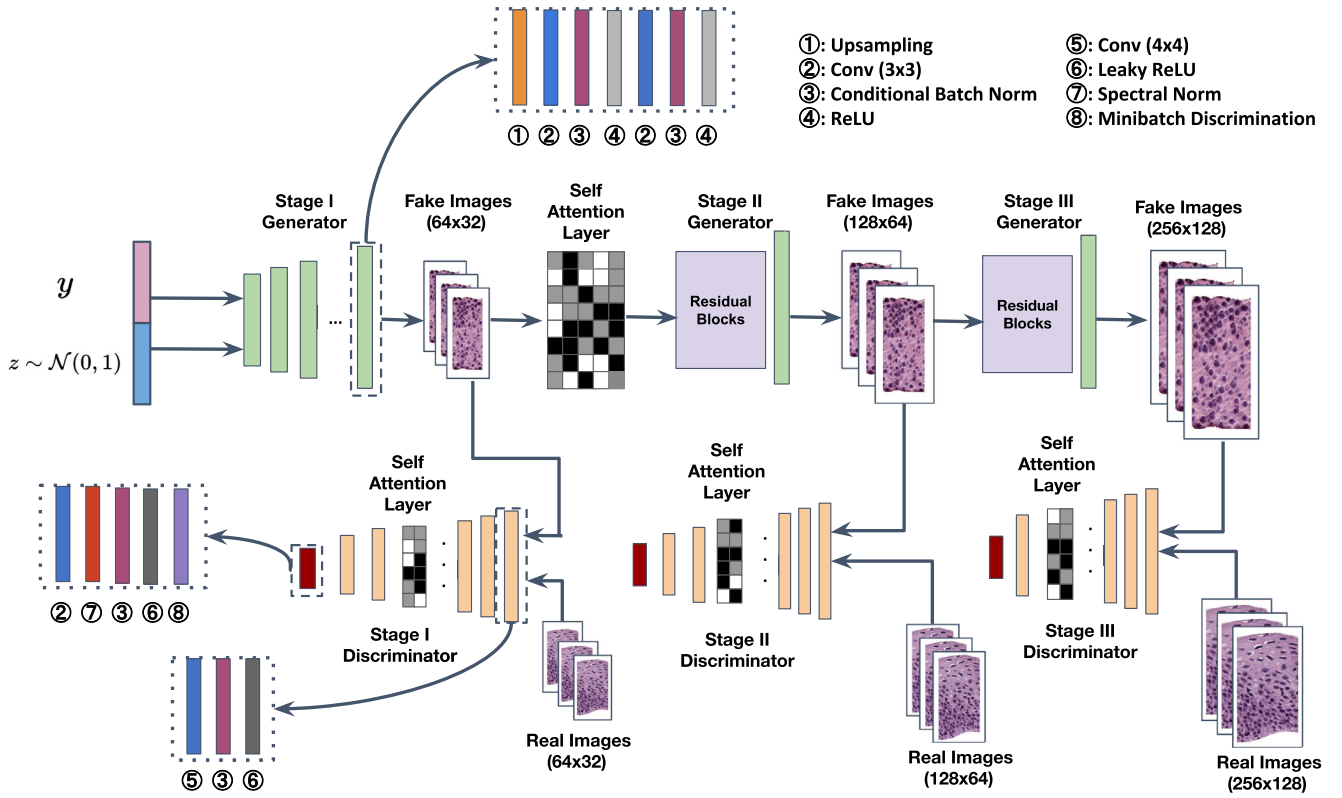 ①: Upsampling
②: Conv (3x3)
③: Conditional Batch Norm
④: ReLU
⑤: Conv (4x4)
⑥: Leaky ReLU
⑦: Spectral Norm
⑧: Minibatch Discrimination
① ② ③ ④ ② ③ ④
Stage I
Generator
Fake Images
(64x32)
Self
Attention
Layer
Stage II
Generator
Fake Images
(128x64)
Stage III
Generator
Fake Images
(256x128)
y
z ∼ 𝒩(0, 1)
...
Residual
Blocks
Residual
Blocks
Self
Attention
Layer
Self
Attention
Layer
Self
Attention
Layer
② ⑦ ③ ⑥ ⑧
Stage I
Discriminator
Stage II
Discriminator
Stage III
Discriminator
⑤ ③ ⑥
Real Images
(64x32)
Real Images
(128x64)
Real Images
(256x128)